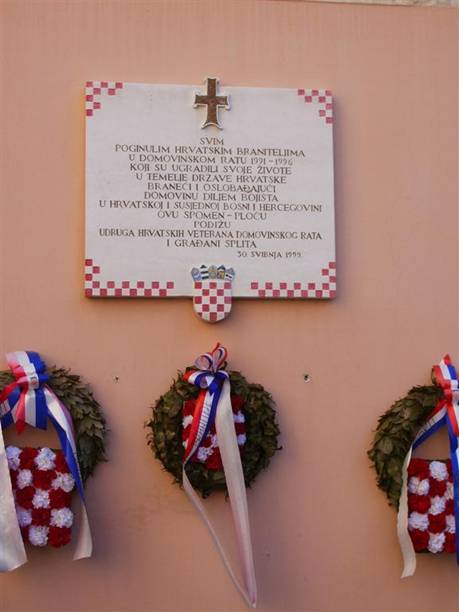 SVIM
POGINULIM HRVATSKIM BRANITELJIMA
U DOMOVINSKOM RATU 1991-1996
KOJI SU UGRADILI SVOJE ŽIVOTE
U TEMELJE DRŽAVE HRVATSKE
BRANEĆI I OSLOBAĐAJUĆI
DOMOVINU DILJEM BOJIŠTA
U HRVATSKOJ I SUSJEDNOJ BOSNI I HERCEGOVINI
OVU SPOMEN-PLOČU
PODIŽU
UDRUGA HRVATSKIH VETERANA DOMOVINSKOG RATA
I GRAĐANI SPLITA
30. SVIBNJA 1999.